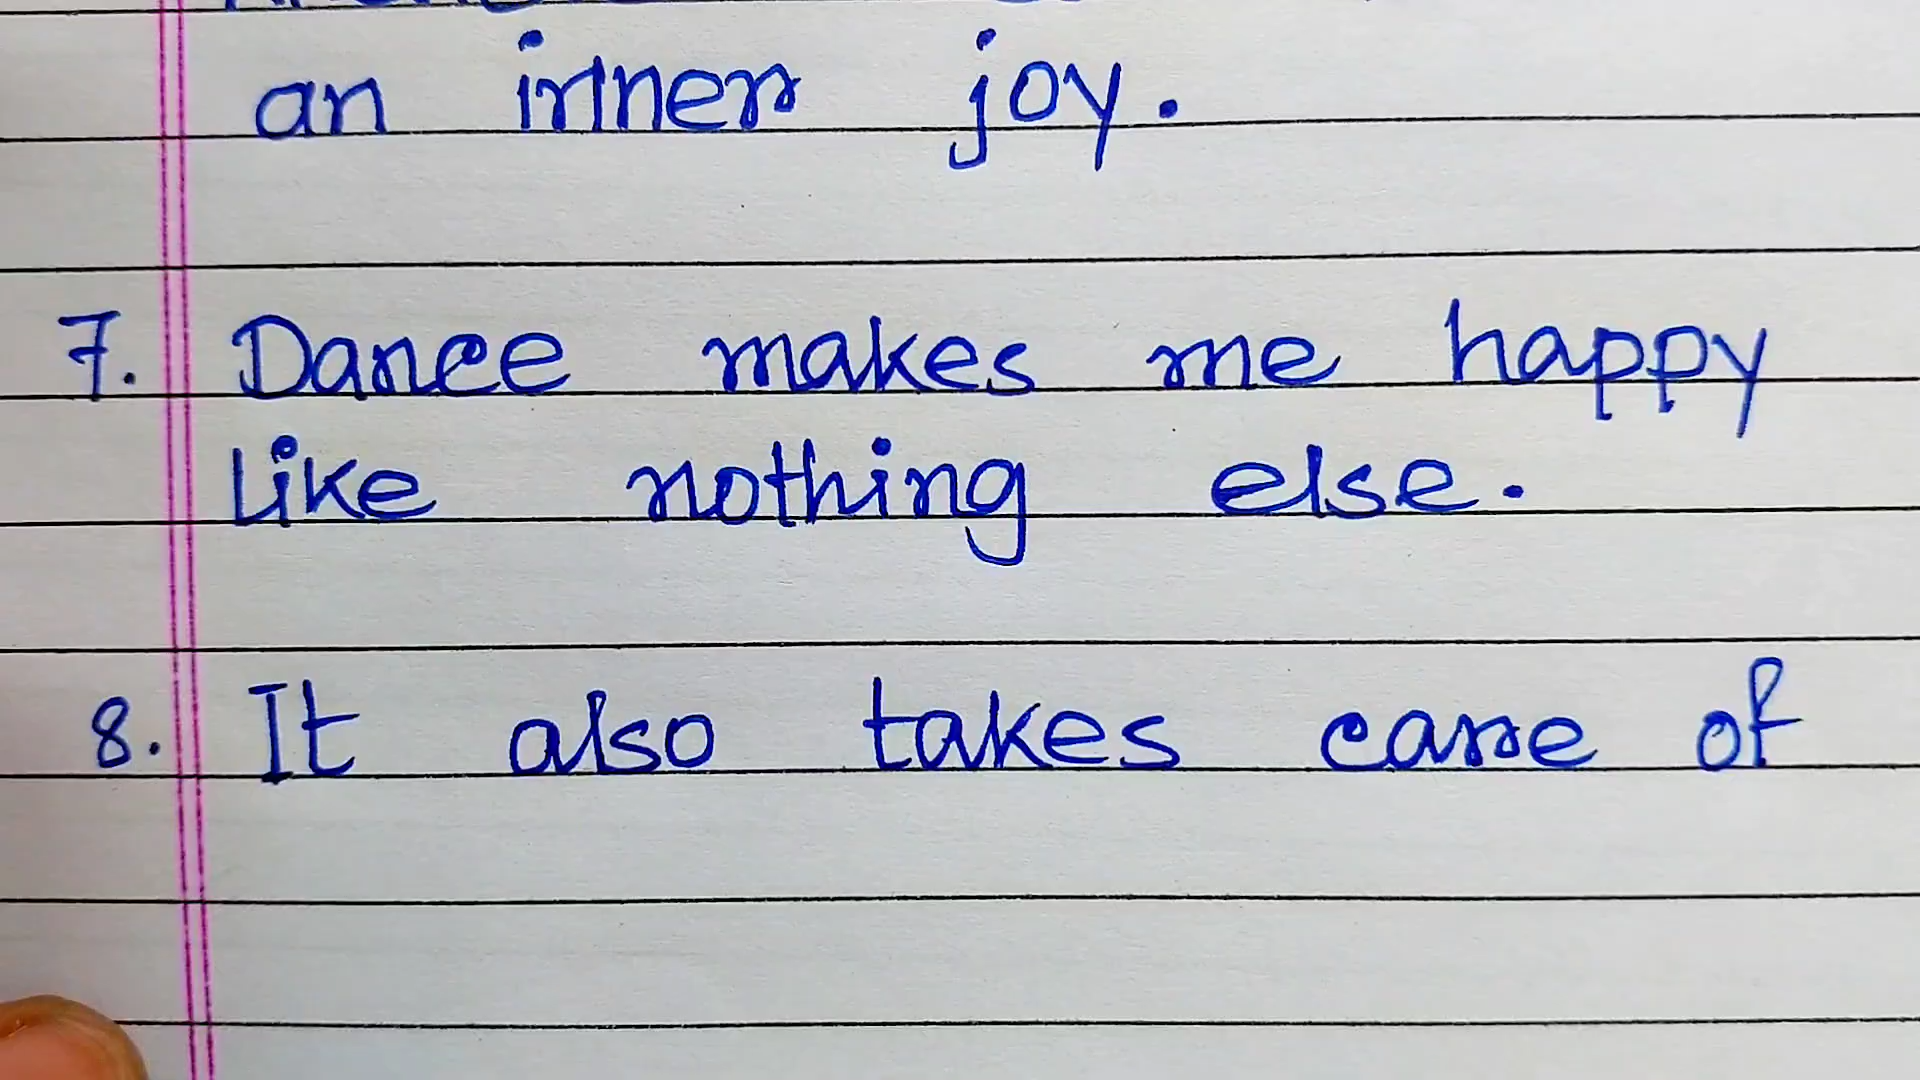 an inner joy.
7. Dance makes me happy
like nothing else.
8. It also takes care of